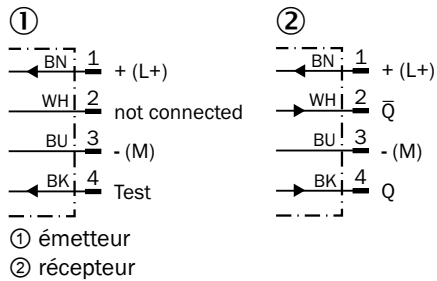 ①
BN 1 + (L+)
WH 2 not connected
BU 3 - (M)
BK 4 Test
②
BN 1 + (L+)
WH 2 Q̅
BU 3 - (M)
BK 4 Q
① émetteur
② récepteur